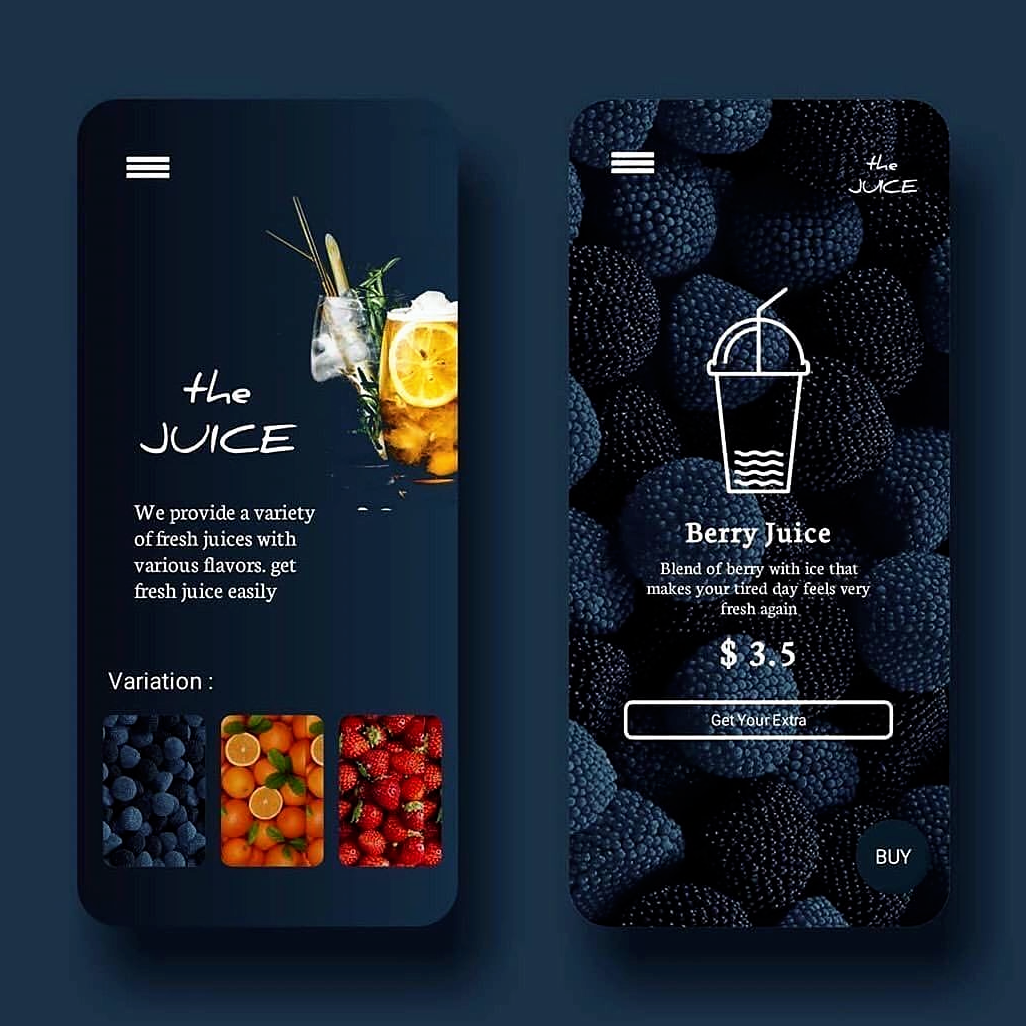 the
JUICE
We provide a variety
of fresh juices with
various flavors. get
fresh juice easily
Variation :
the
JUICE
Berry Juice
Blend of berry with ice that
makes your tired day feels very
fresh again
$ 3.5
Get Your Extra
BUY